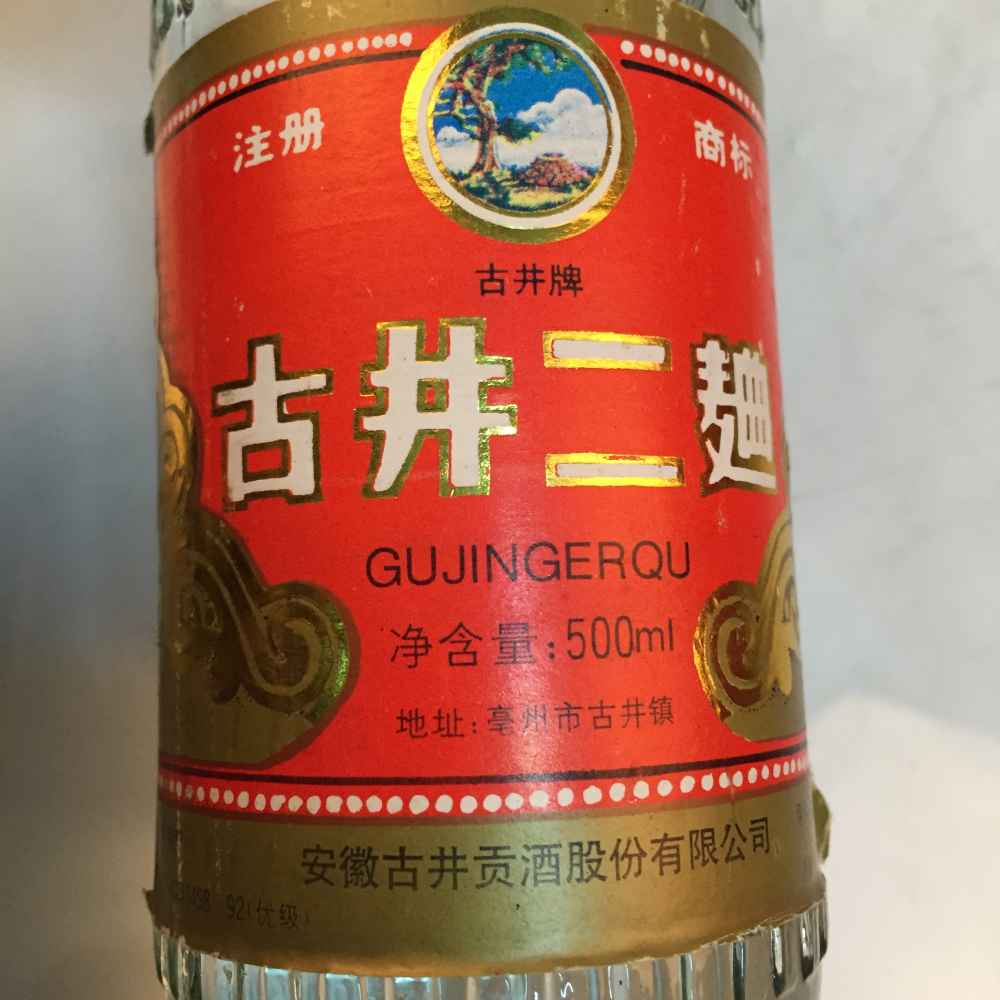 注册 商标
古井牌
古井二麯
GUJINGERQU
净含量:500ml
地址:亳州市古井镇
安徽古井贡酒股份有限公司
92(优级)